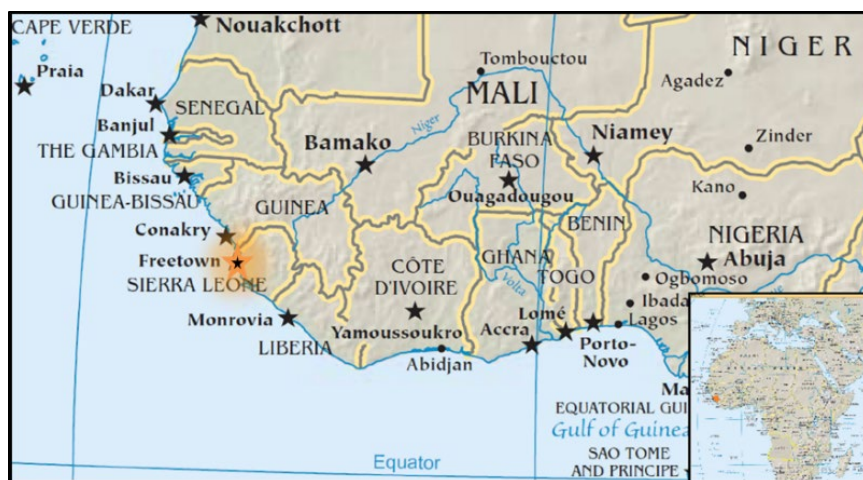 Nouakchott
CAPE VERDE
NIGER
Praia
Tombouctou
Agadez
MALI
Dakar
SENEGAL
Banjul
Niger
BURKINA
FASO
Niamey
Zinder
THE GAMBIA
Bamako
Bissau
Ouagadougou
Kano
GUINEA-BISSAU
GUINEA
BENIN
Conakry
NIGERIA
Freetown
CÔTE
D'IVOIRE
GHANA
TOGO
Abuja
SIERRA LEONE
Volta
Ogbomoso
Ibada
Monrovia
Yamoussoukro
Accra
Lomé
Lagos
LIBERIA
Abidjan
Porto-
Novo
Ma
EQUATORIAL GUI
Gulf of Guinea
Equator
SAO TOME
AND PRINCIPE